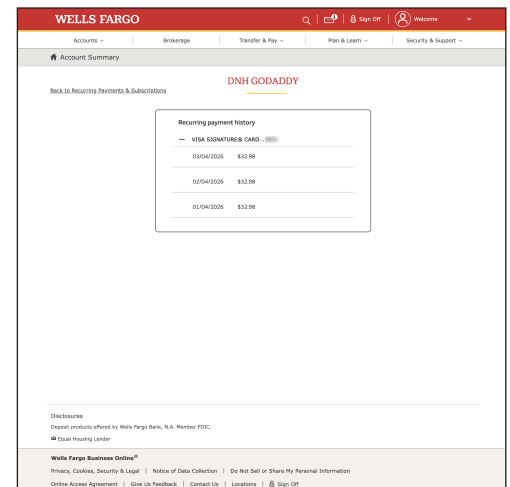 WELLS FARGO
Sign Off
Welcome
Accounts
Brokerage
Transfer & Pay
Plan & Learn
Security & Support
Account Summary
DNH GODADDY
Back to Recurring Payments & Subscriptions
Recurring payment history
— VISA SIGNATURE® CARD...
03/04/2026 $32.98
02/04/2026 $32.98
01/04/2026 $32.98
Disclosures
Deposit products offered by Wells Fargo Bank, N.A. Member FDIC.
Equal Housing Lender
Wells Fargo Business Online®
Privacy, Cookies, Security & Legal | Notice of Data Collection | Do Not Sell or Share My Personal Information
Online Access Agreement | Give Us Feedback | Contact Us | Locations | Sign Off